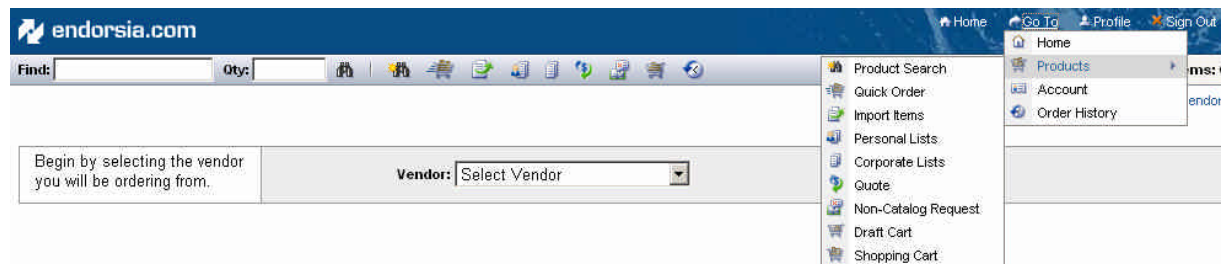 endorsia.com
Home Go To Profile Sign Out
Find: Qty:
Home
Products
Account
Order History
Product Search
Quick Order
Import Items
Personal Lists
Corporate Lists
Quote
Non-Catalog Request
Draft Cart
Shopping Cart
ms:
endor
Begin by selecting the vendor
you will be ordering from.
Vendor: Select Vendor